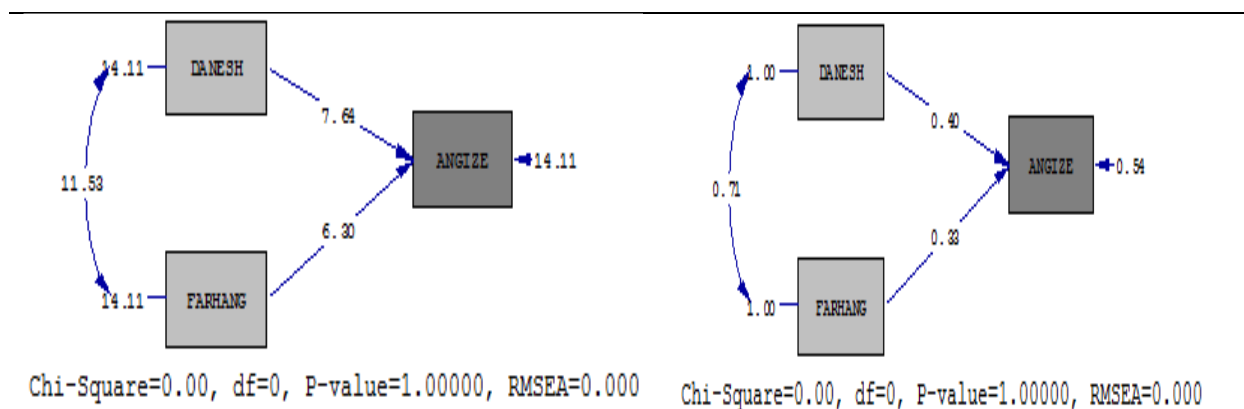 14.11
DANESH
7.64
11.53
ANGIZE
14.11
6.30
14.11
FARHANG
Chi-Square=0.00, df=0, P-value=1.00000, RMSEA=0.000
1.00
DANESH
0.40
0.71
ANGIZE
0.54
0.33
1.00
FARHANG
Chi-Square=0.00, df=0, P-value=1.00000, RMSEA=0.000